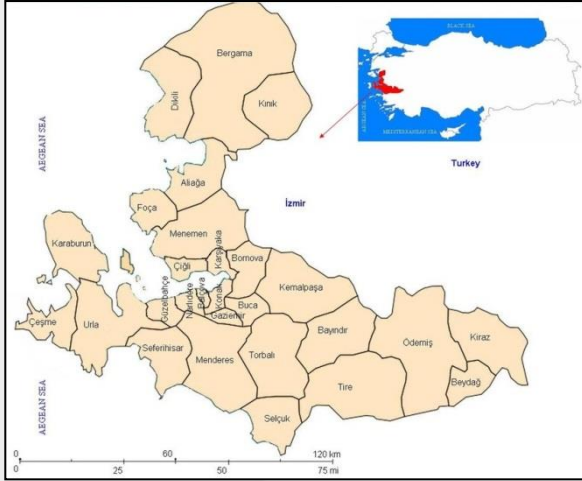 BLACK SEA
AEGEAN SEA
MEDITERRANEAN SEA
Turkey
İzmir
AEGEAN SEA
Bergama
Dikili
Kınık
Aliağa
Foça
Menemen
Karaburun
Çiğli
Karşıyaka
Bornova
Kemalpaşa
Çeşme
Urla
Güzelbahçe
Narlıdere
Balçova
Konak
Buca
Gaziemir
Seferihisar
Menderes
Torbalı
Bayındır
Ödemiş
Kiraz
Beydağ
Tire
Selçuk
AEGEAN SEA
0 60 120 km
0 25 50 75 mi